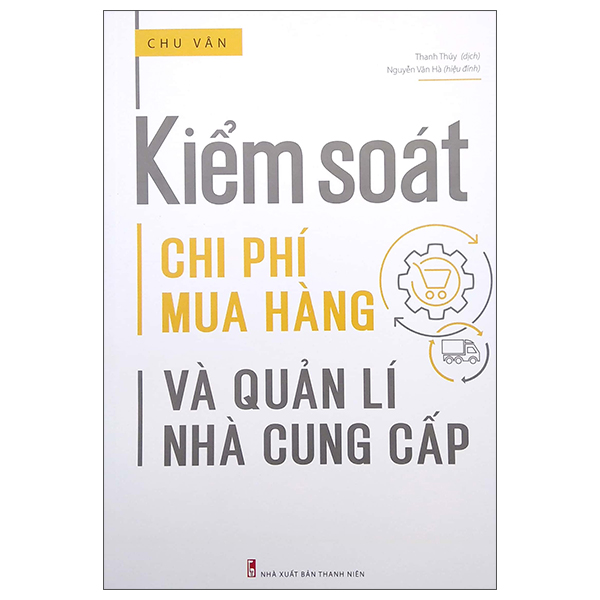 CHU VÂN
Thanh Thủy (dịch)
Nguyễn Văn Hà (hiệu đính)
Kiểm soát
CHI PHÍ
MUA HÀNG
VÀ QUẢN LÍ
NHÀ CUNG CẤP
NHÀ XUẤT BẢN THANH NIÊN